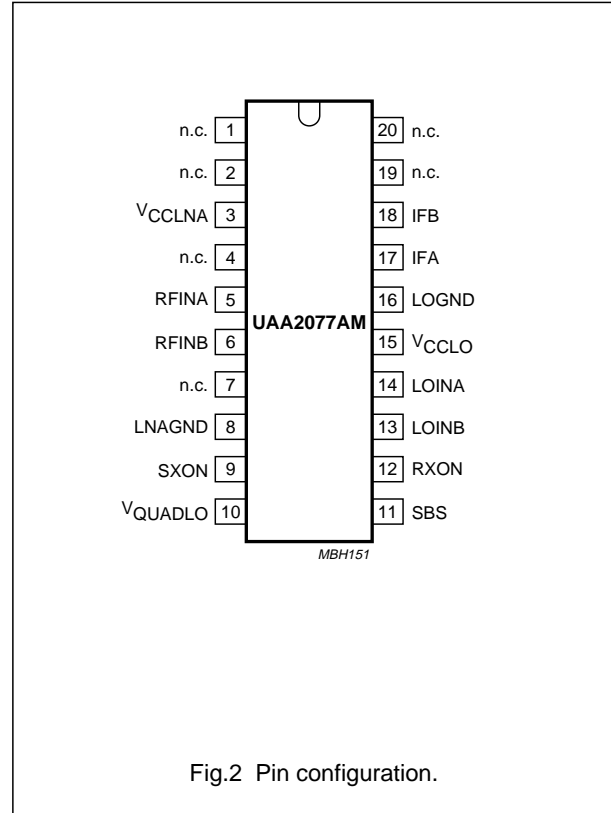 n.c. 1 20 n.c.
n.c. 2 19 n.c.
VCCLNA 3 18 IFB
n.c. 4 17 IFA
RFINA 5 16 LOGND
UAA2077AM
RFINB 6 15 VCCLO
n.c. 7 14 LOINA
LNAGND 8 13 LOINB
SXON 9 12 RXON
VQUADLO 10 11 SBS
MBH151
Fig.2 Pin configuration.